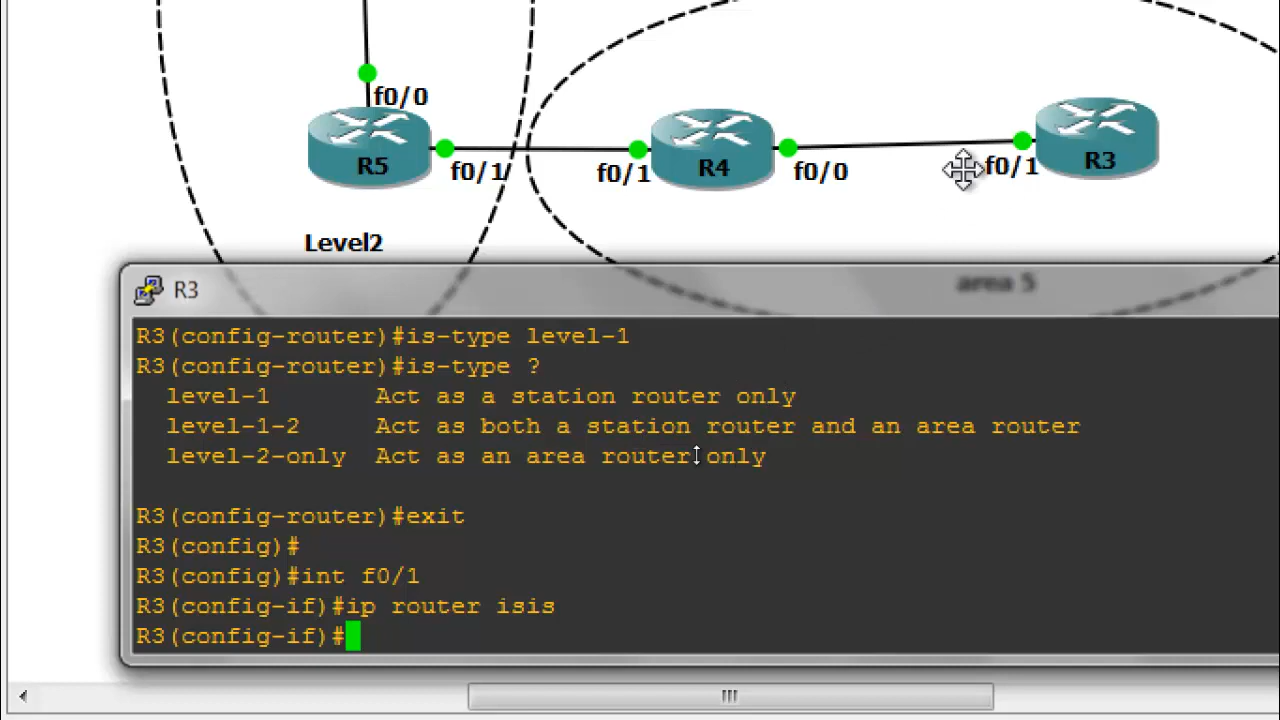 f0/0
R5
R4
R3
f0/1
f0/1
f0/0
f0/1
Level2
area 5
R3
R3(config-router)#is-type level-1
R3(config-router)#is-type ?
level-1 Act as a station router only
level-1-2 Act as both a station router and an area router
level-2-only Act as an area router only
R3(config-router)#exit
R3(config)#
R3(config)#int f0/1
R3(config-if)#ip router isis
R3(config-if)#